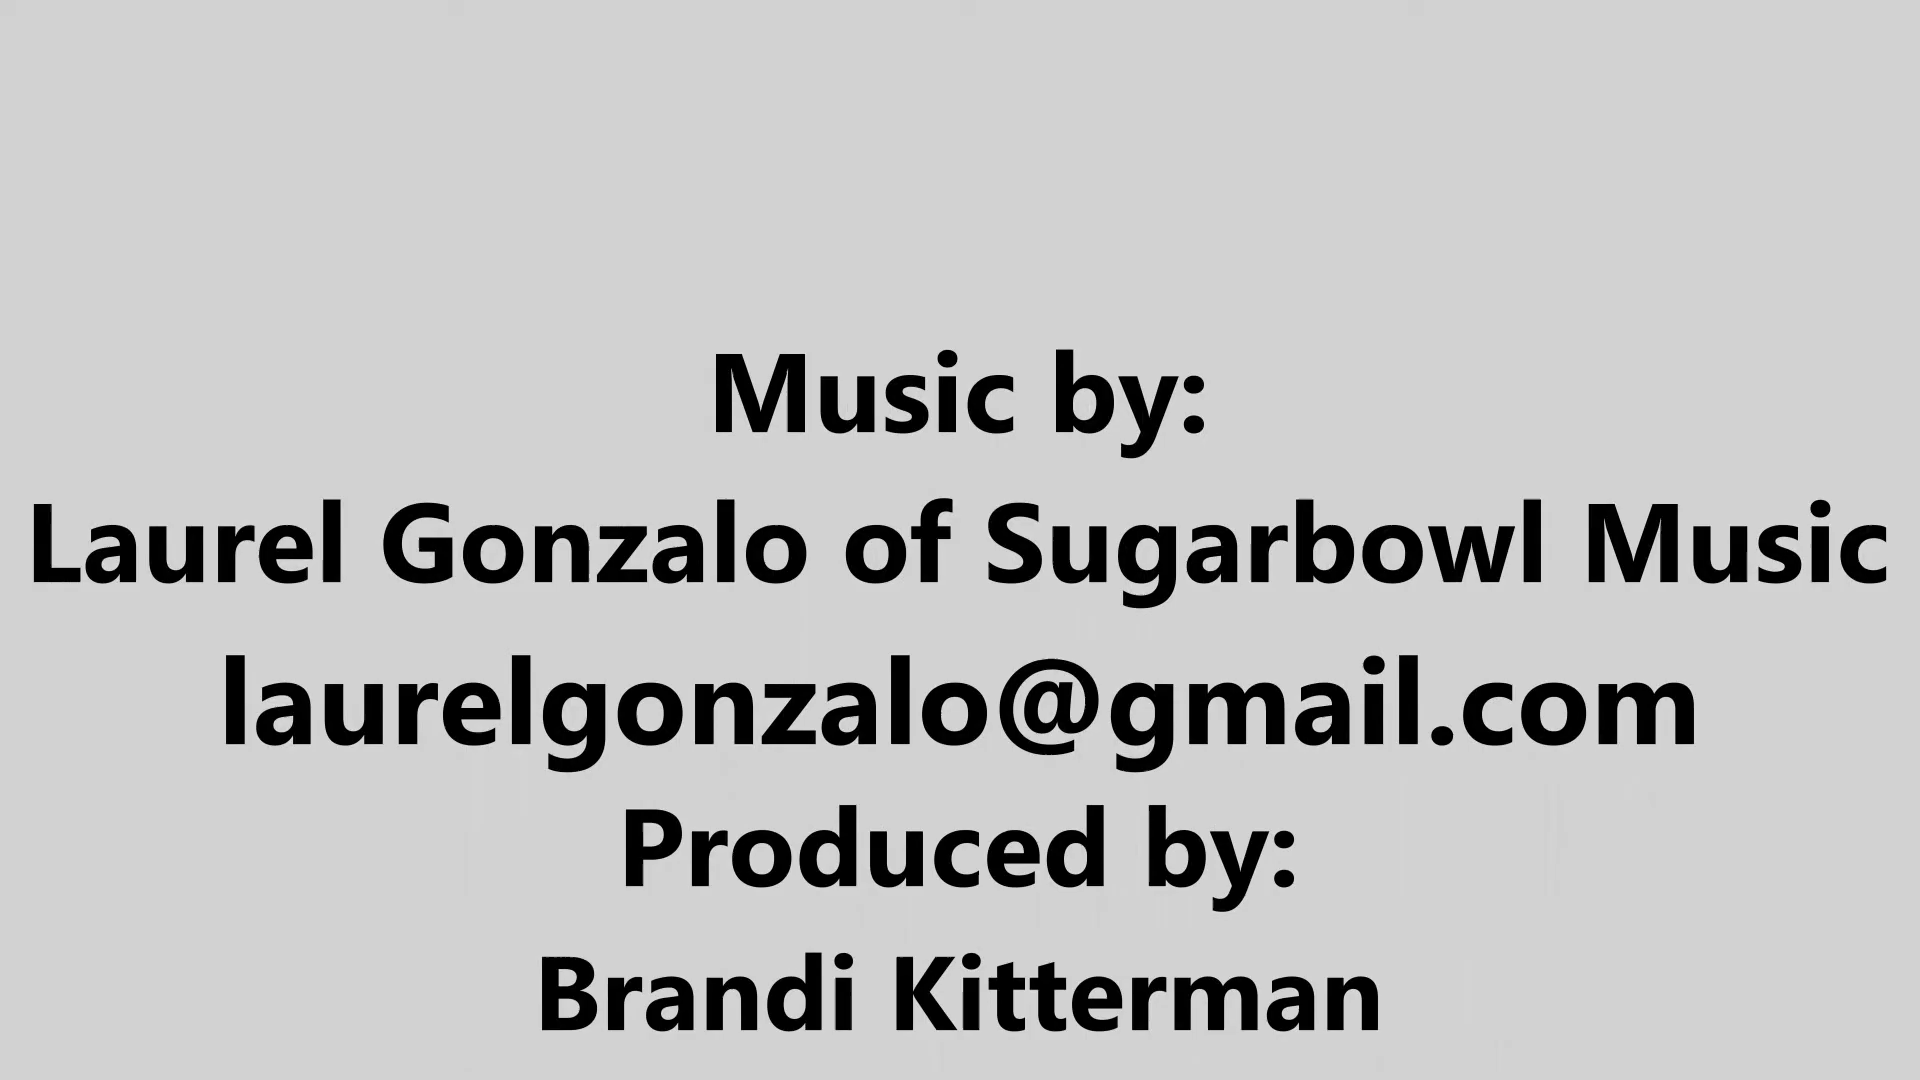 Music by:
Laurel Gonzalo of Sugarbowl Music
laurelgonzalo@gmail.com
Produced by:
Brandi Kitterman